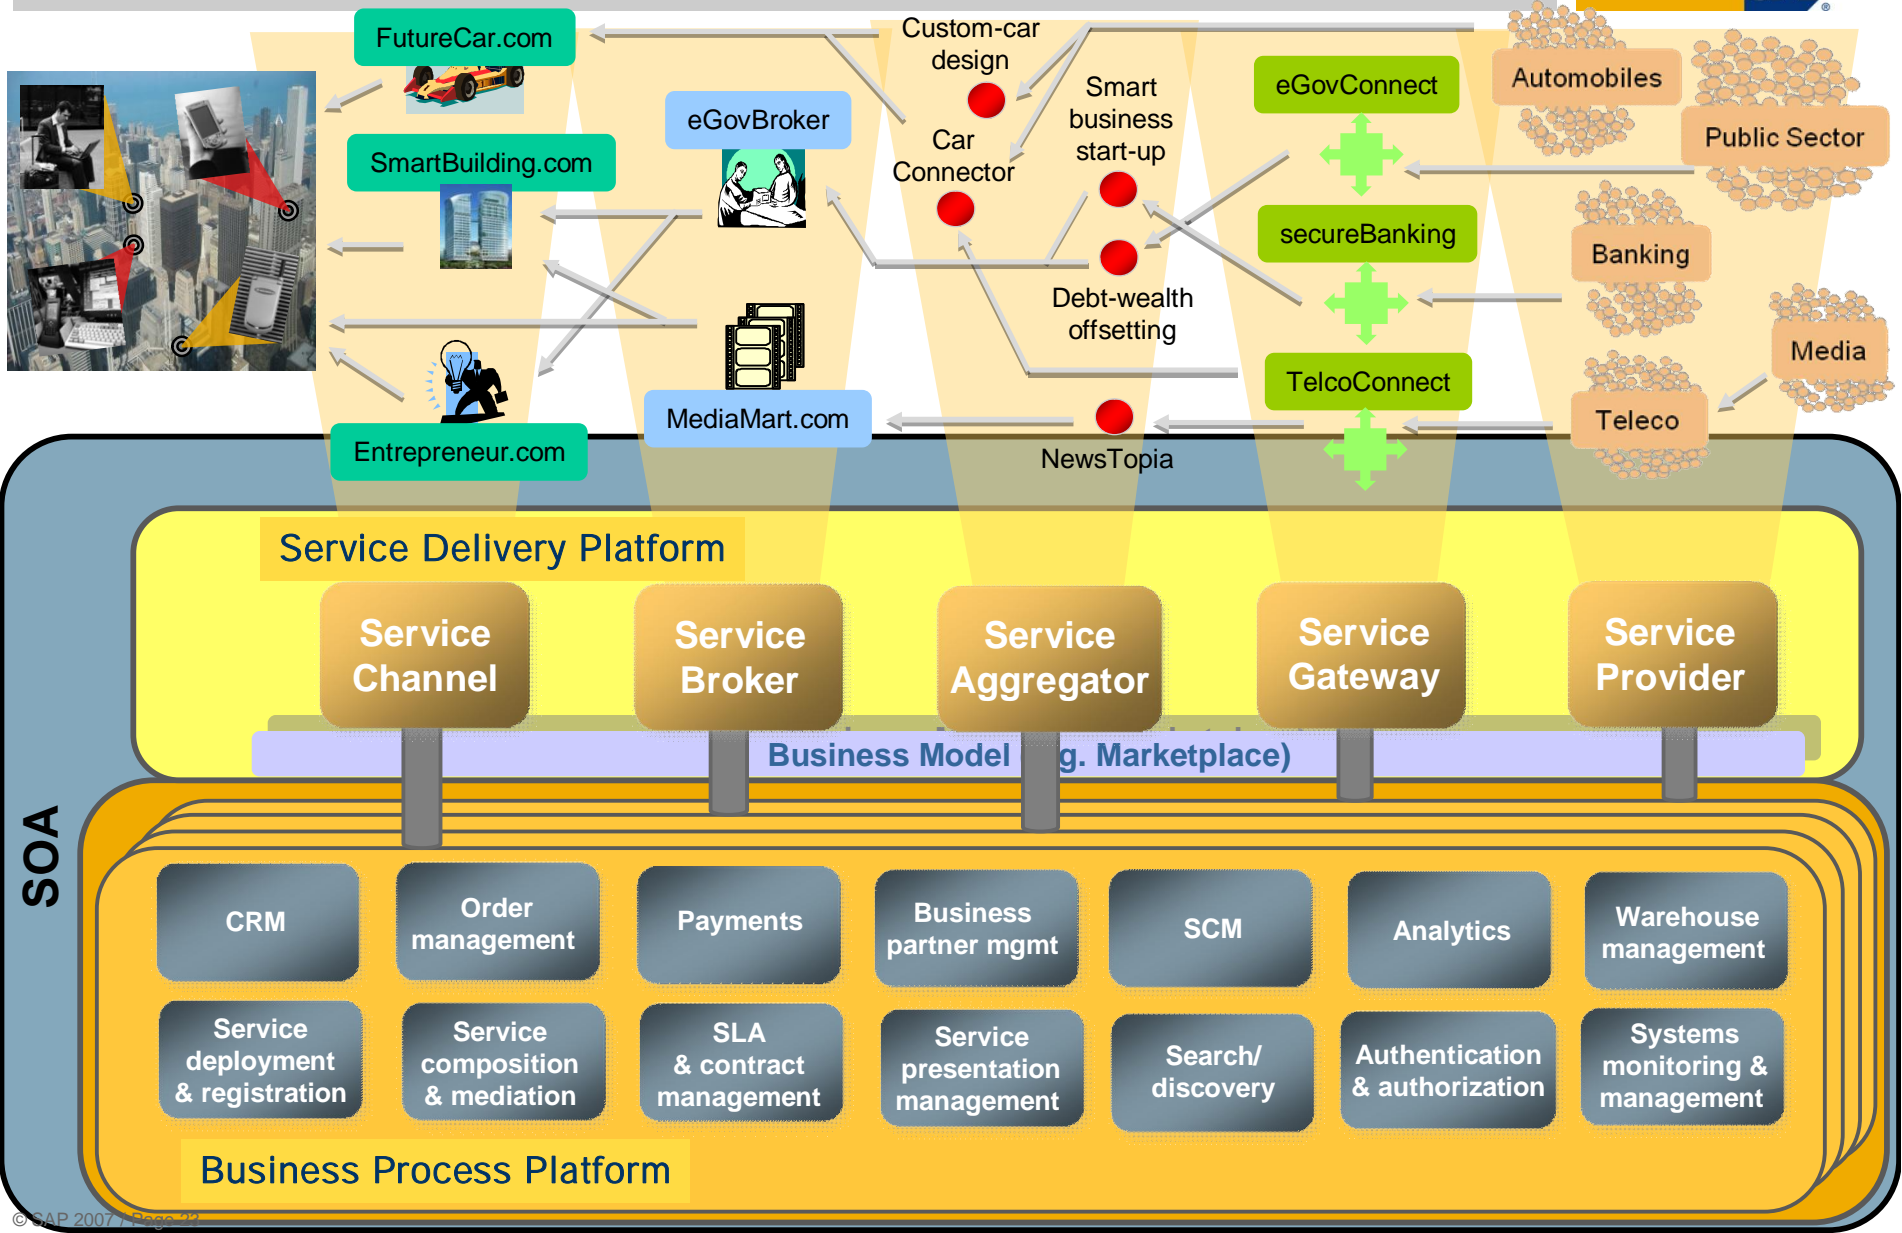 FutureCar.com
Custom-car
design
eGovConnect
Automobiles
Public Sector
SmartBuilding.com
eGovBroker
Car
Connector
Smart
business
start-up
secureBanking
Banking
Debt-wealth
offsetting
TelcoConnect
Media
Entrepreneur.com
MediaMart.com
NewsTopia
Teleco
Service Delivery Platform
Service
Channel
Service
Broker
Service
Aggregator
Service
Gateway
Service
Provider
Business Model g. Marketplace)
SOA
CRM
Order
management
Payments
Business
partner mgmt
SCM
Analytics
Warehouse
management
Service
deployment
& registration
Service
composition
& mediation
SLA
& contract
management
Service
presentation
management
Search/
discovery
Authentication
& authorization
Systems
monitoring &
management
Business Process Platform
© SAP 2007 / Page 23
®